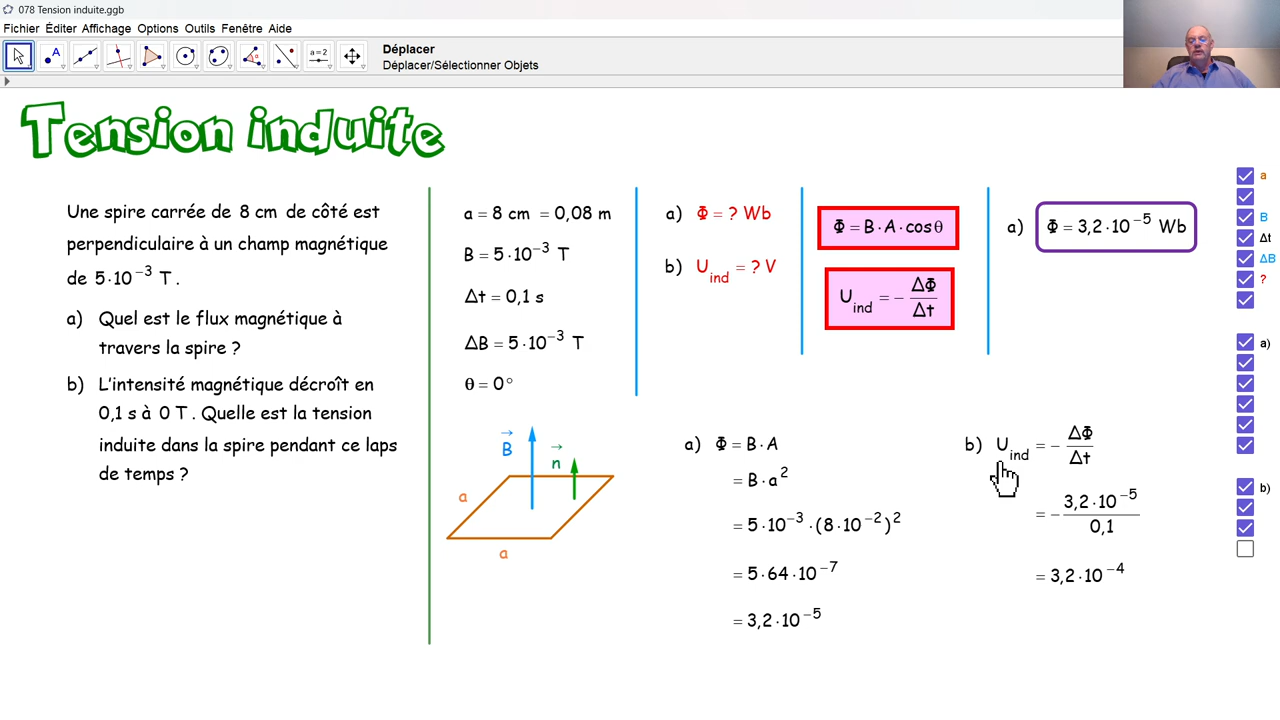 078 Tension induite.ggb
Fichier Éditer Affichage Options Outils Fenêtre Aide
A
a=2
Déplacer
Déplacer/Sélectionner Objets
Tension induite
Une spire carrée de 8 cm de côté est
perpendiculaire à un champ magnétique
de 5·10⁻³ T.
a) Quel est le flux magnétique à
travers la spire ?
b) L'intensité magnétique décroît en
0,1 s à 0 T. Quelle est la tension
induite dans la spire pendant ce laps
de temps ?
a = 8 cm = 0,08 m
B = 5·10⁻³ T
Δt = 0,1 s
ΔB = 5·10⁻³ T
θ = 0°
B n
a
a
a) Φ = ? Wb
b) U_ind = ? V
Φ = B·A·cosθ
U_ind = − ΔΦ/Δt
a) Φ = 3,2·10⁻⁵ Wb
a) Φ = B·A
= B·a²
= 5·10⁻³·(8·10⁻²)²
= 5·64·10⁻⁷
= 3,2·10⁻⁵
b) U_ind = − ΔΦ/Δt
= − 3,2·10⁻⁵/0,1
= 3,2·10⁻⁴
a
B
Δt
ΔB
?
a)
b)